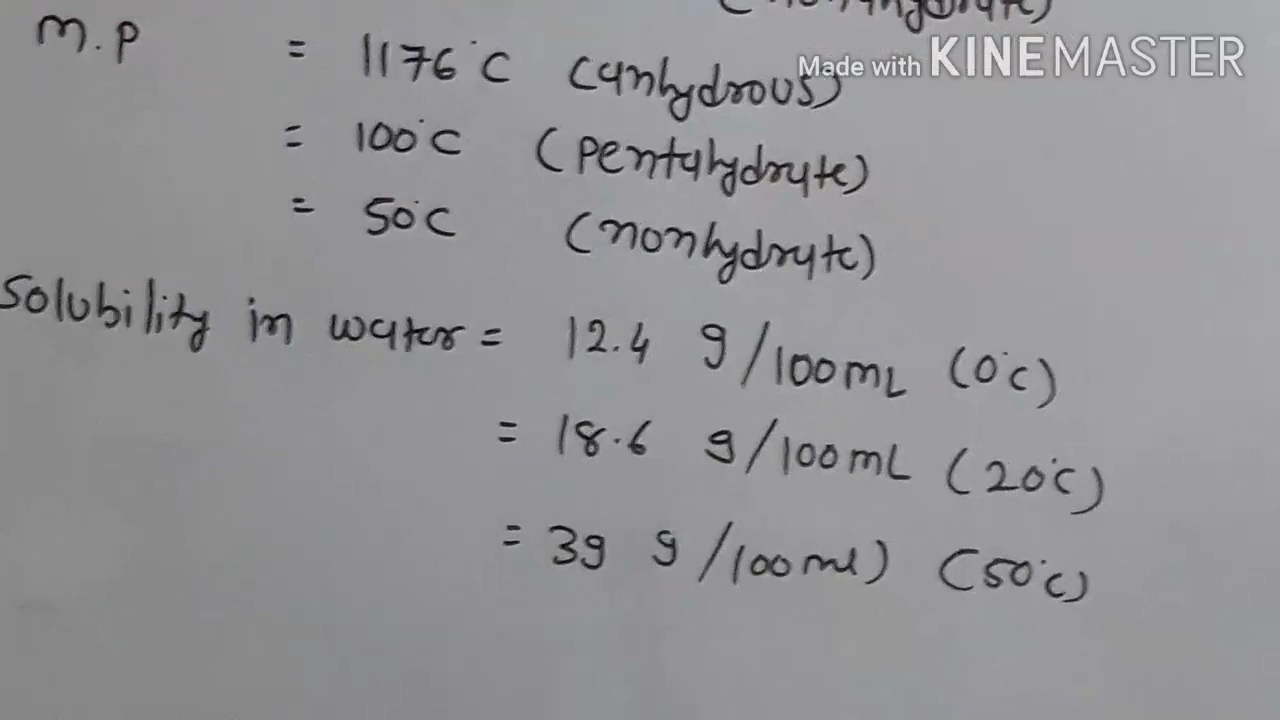 (nonahydrate)
M.P = 1176°C (anhydrous)
Made with KINEMASTER
= 100°C (pentahydrate)
= 50°C (nonhydrate)
Solubility in water = 12.4 g/100mL (0°C)
= 18.6 g/100mL (20°C)
= 39 g/100ml) (50°C)